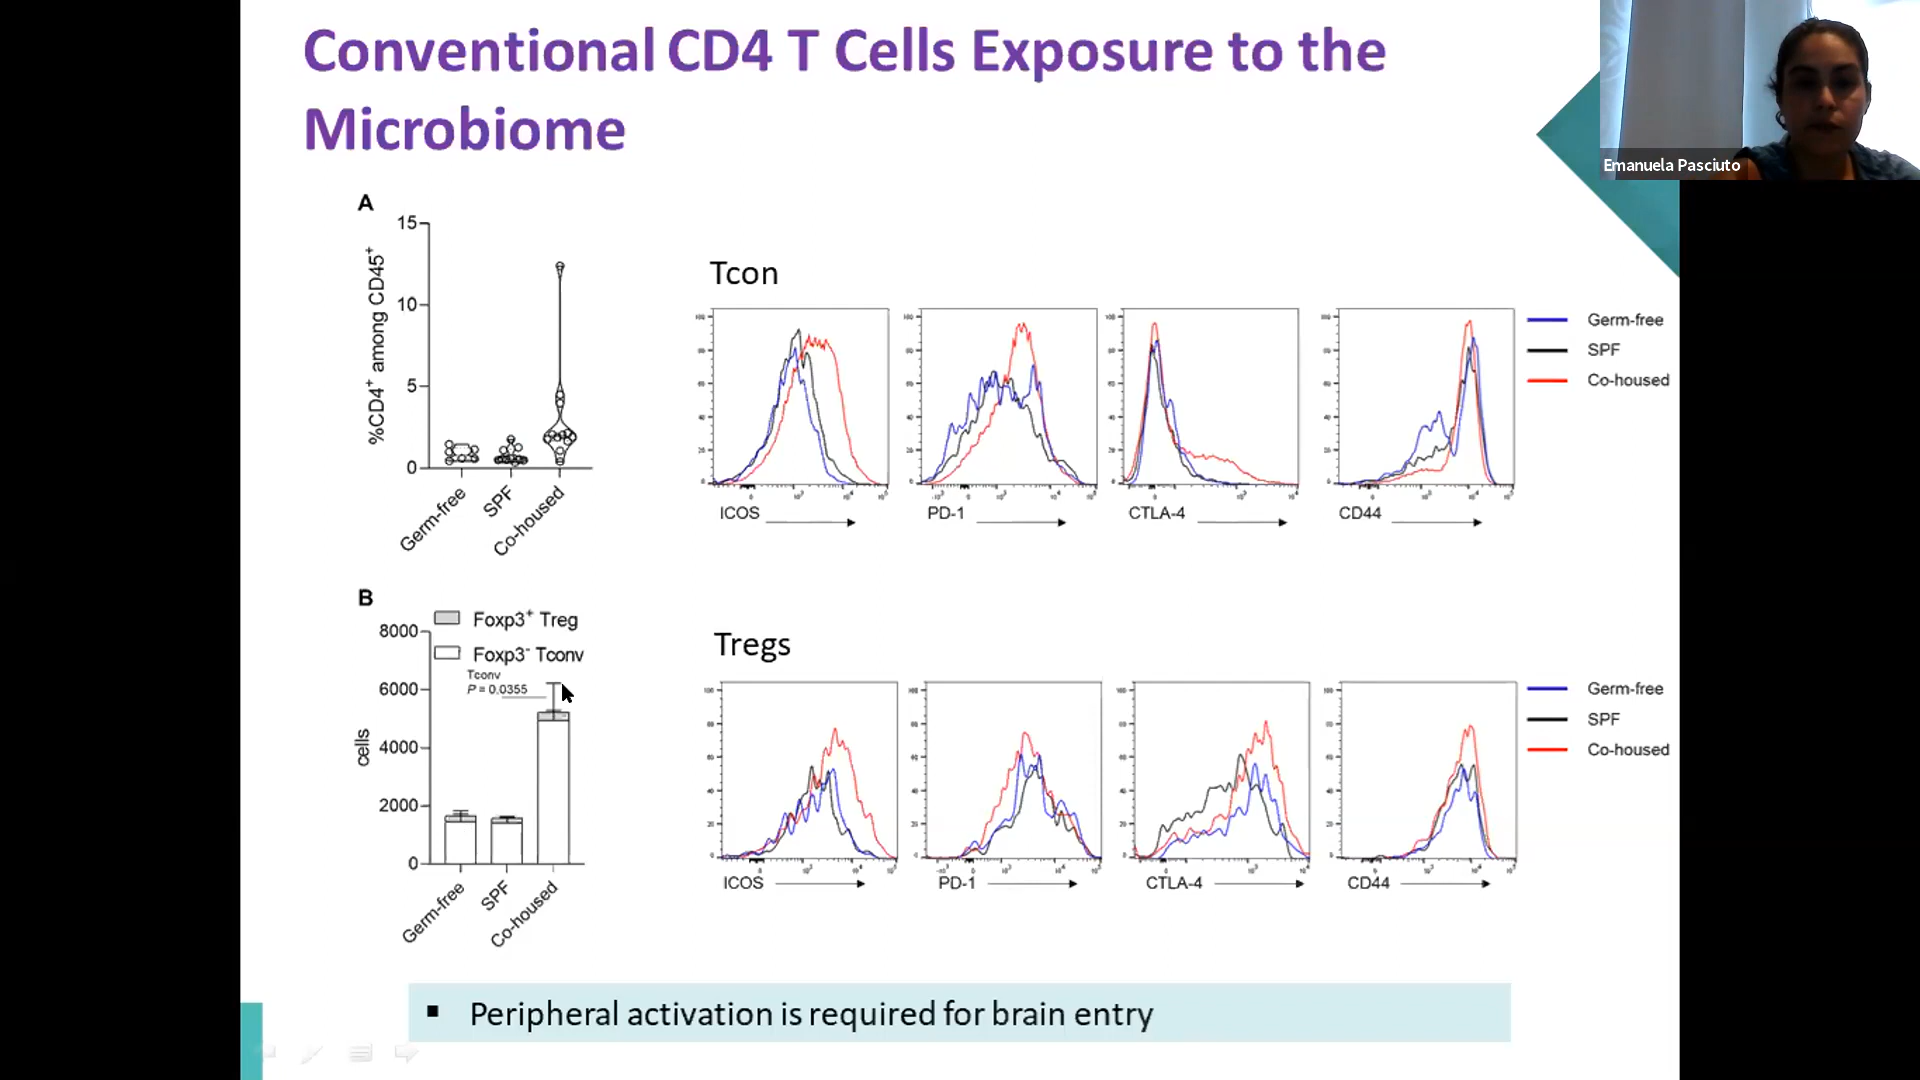 Conventional CD4 T Cells Exposure to the
Microbiome
Emanuela Pasciuto
A
15
10
5
0
%CD4+ among CD45+
Germ-free
SPF
Co-housed
Tcon
ICOS
PD-1
CTLA-4
CD44
Germ-free
SPF
Co-housed
B
Foxp3+ Treg
Foxp3- Tconv
Tconv
P = 0.0355
8000
6000
4000
2000
0
cells
Germ-free
SPF
Co-housed
Tregs
ICOS
PD-1
CTLA-4
CD44
Germ-free
SPF
Co-housed
▪ Peripheral activation is required for brain entry